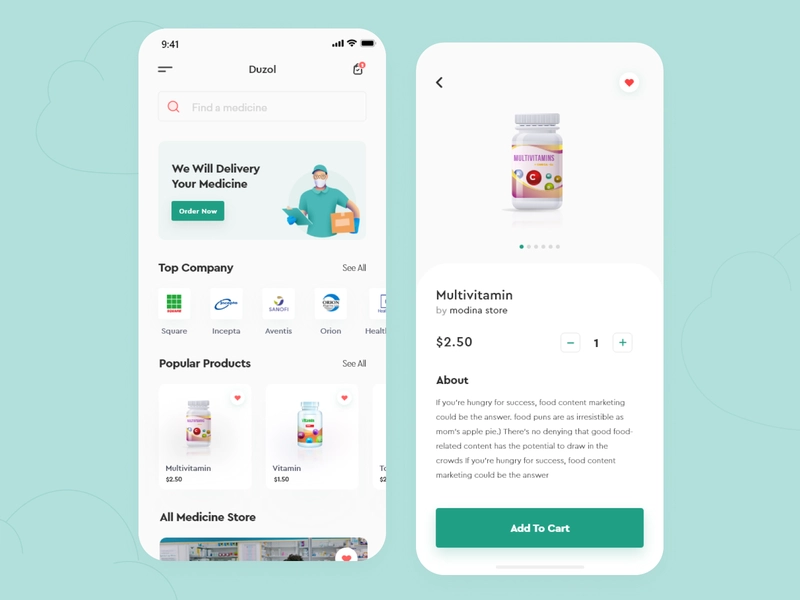 9:41
Duzol
Find a medicine
We Will Delivery
Your Medicine
Order Now
Top Company
See All
SQUARE
Incepta
SANOFI
ORION
Square
Incepta
Aventis
Orion
Health
Popular Products
See All
Multivitamin
$2.50
Vitamin
$1.50
To
$2
All Medicine Store
MULTIVITAMINS
C
Multivitamin
by modina store
$2.50
1
About
If you're hungry for success, food content marketing
could be the answer. food puns are as irresistible as
mom's apple pie.) There's no denying that good food-
related content has the potential to draw in the
crowds If you're hungry for success, food content
marketing could be the answer
Add To Cart